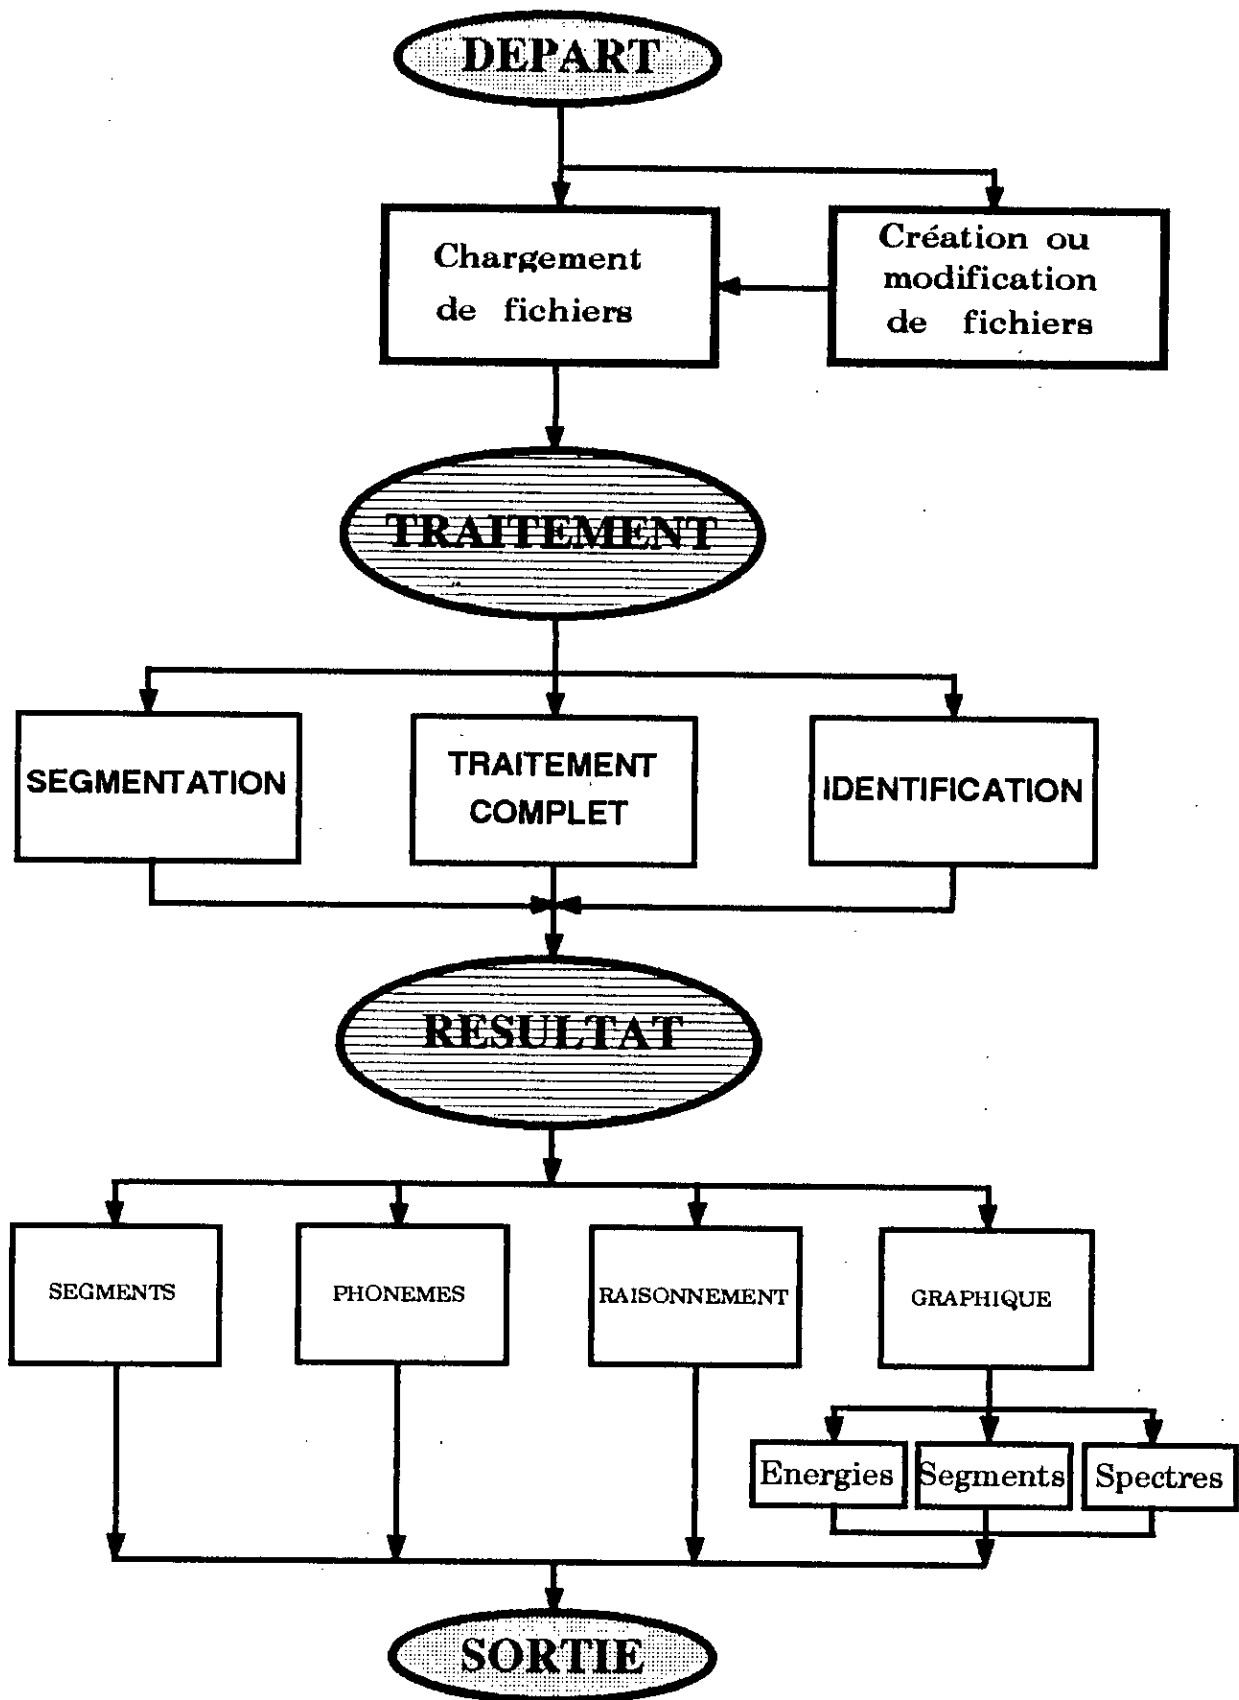 DEPART
Chargement
de fichiers
Création ou
modification
de fichiers
TRAITEMENT
SEGMENTATION
TRAITEMENT
COMPLET
IDENTIFICATION
RESULTAT
SEGMENTS
PHONEMES
RAISONNEMENT
GRAPHIQUE
Energies
Segments
Spectres
SORTIE